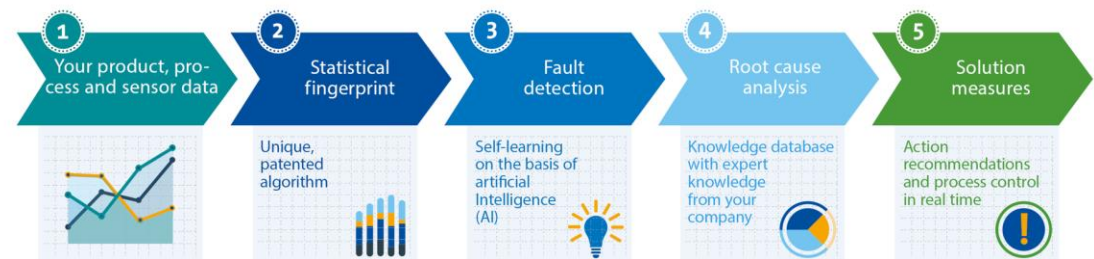 1
Your product, pro-
cess and sensor data
2
Statistical
fingerprint
Unique,
patented
algorithm
3
Fault
detection
Self-learning
on the basis of
artificial
Intelligence
(AI)
4
Root cause
analysis
Knowledge database
with expert
knowledge
from your
company
5
Solution
measures
Action
recommendations
and process control
in real time
!